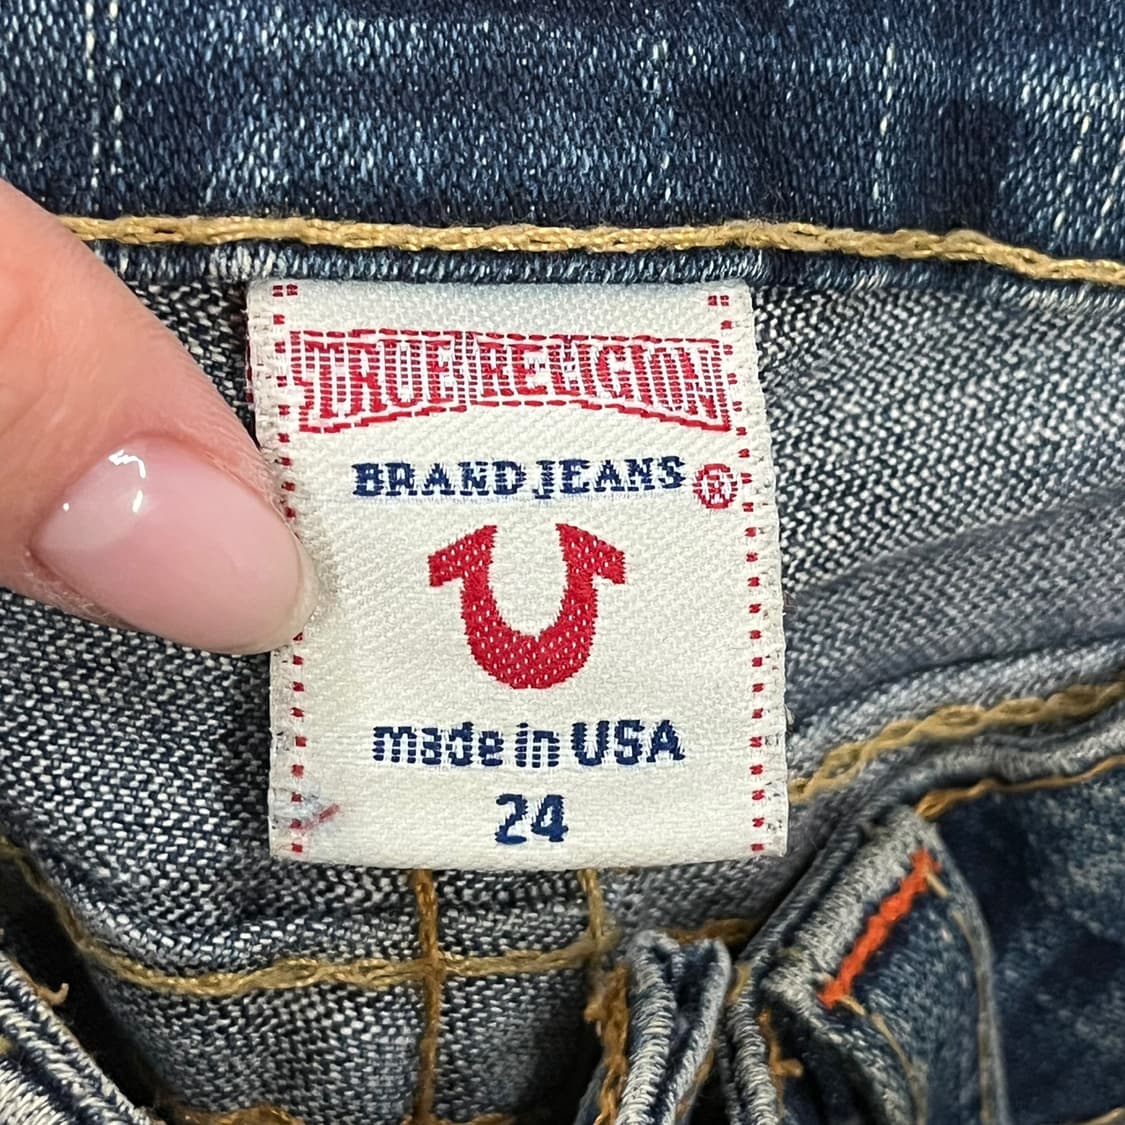 TRUE RELIGION
BRAND JEANS ®
made in USA
24